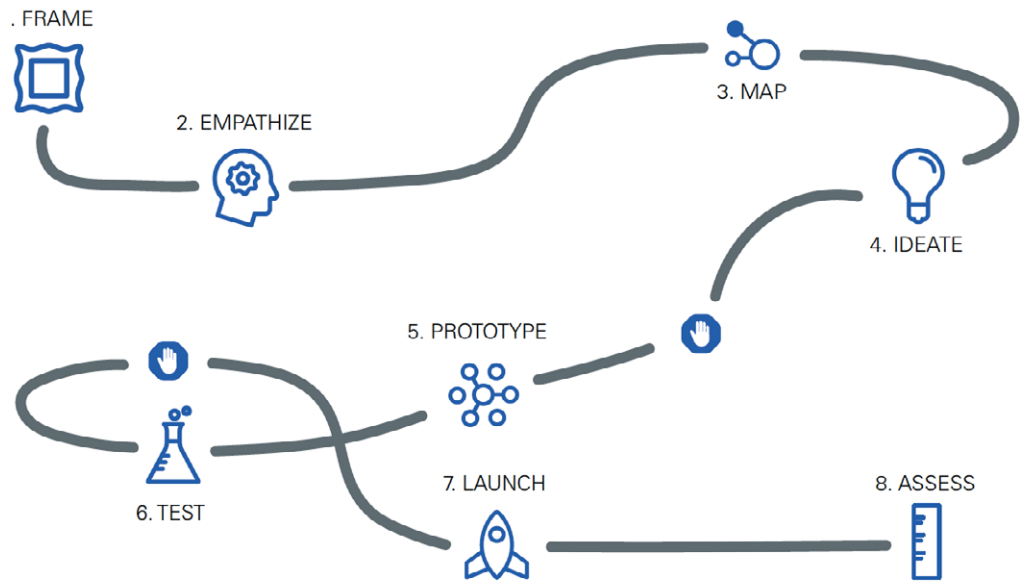 . FRAME
2. EMPATHIZE
3. MAP
4. IDEATE
5. PROTOTYPE
6. TEST
7. LAUNCH
8. ASSESS